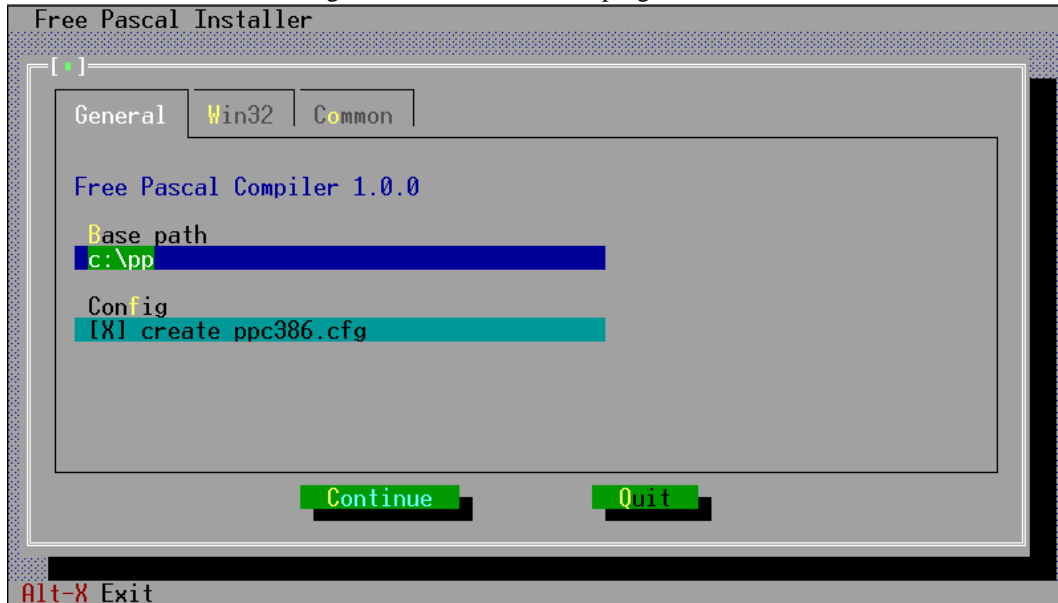 Free Pascal Installer
General Win32 Common
Free Pascal Compiler 1.0.0
Base path
c:\pp
Config
[X] create ppc386.cfg
Continue Quit
Alt-X Exit